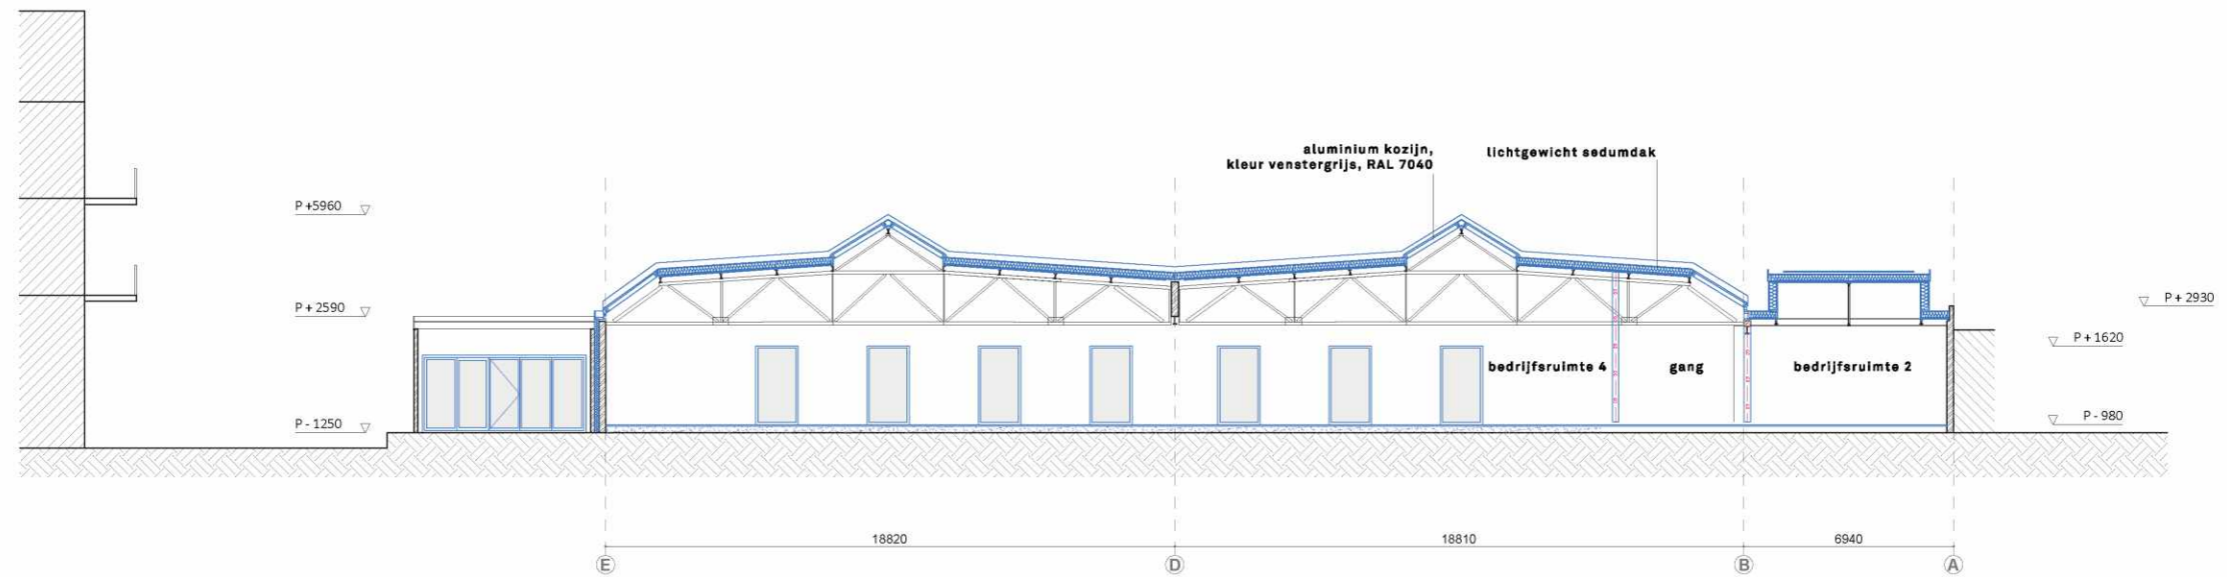 aluminium kozijn,
kleur venstergrijs, RAL 7040
lichtgewicht sedumdak
P +5960
P + 2590
P - 1250
P + 2930
P + 1620
P - 980
bedrijfsruimte 4
gang
bedrijfsruimte 2
18820
18810
6940
E
D
B
A